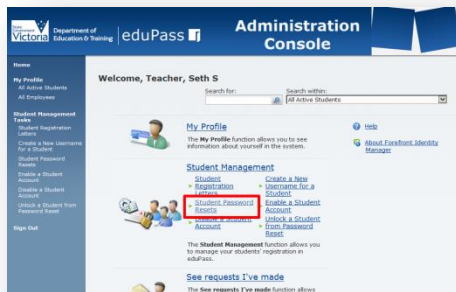 State Government
Victoria
Department of
Education & Training
eduPass
Administration
Console
Home
My Profile
All Active Students
All Employees
Student Management
Tasks
Student Registration
Letters
Create a New Username
for a Student
Student Password
Resets
Enable a Student
Account
Disable a Student
Account
Unlock a Student from
Password Reset
Sign Out
Welcome, Teacher, Seth S
Search for:
Search within:
All Active Students
My Profile
The My Profile function allows you to see
information about yourself in the system.
Help
About Forefront Identity
Manager
Student Management
Student
Registration
Letters
Create a New
Username for a
Student
Student Password
Resets
Enable a Student
Account
Disable a Student
Account
Unlock a Student
from Password
Reset
The Student Management function allows you
to manage your students' registration in
eduPass.
See requests I've made
The See requests I've made function allows